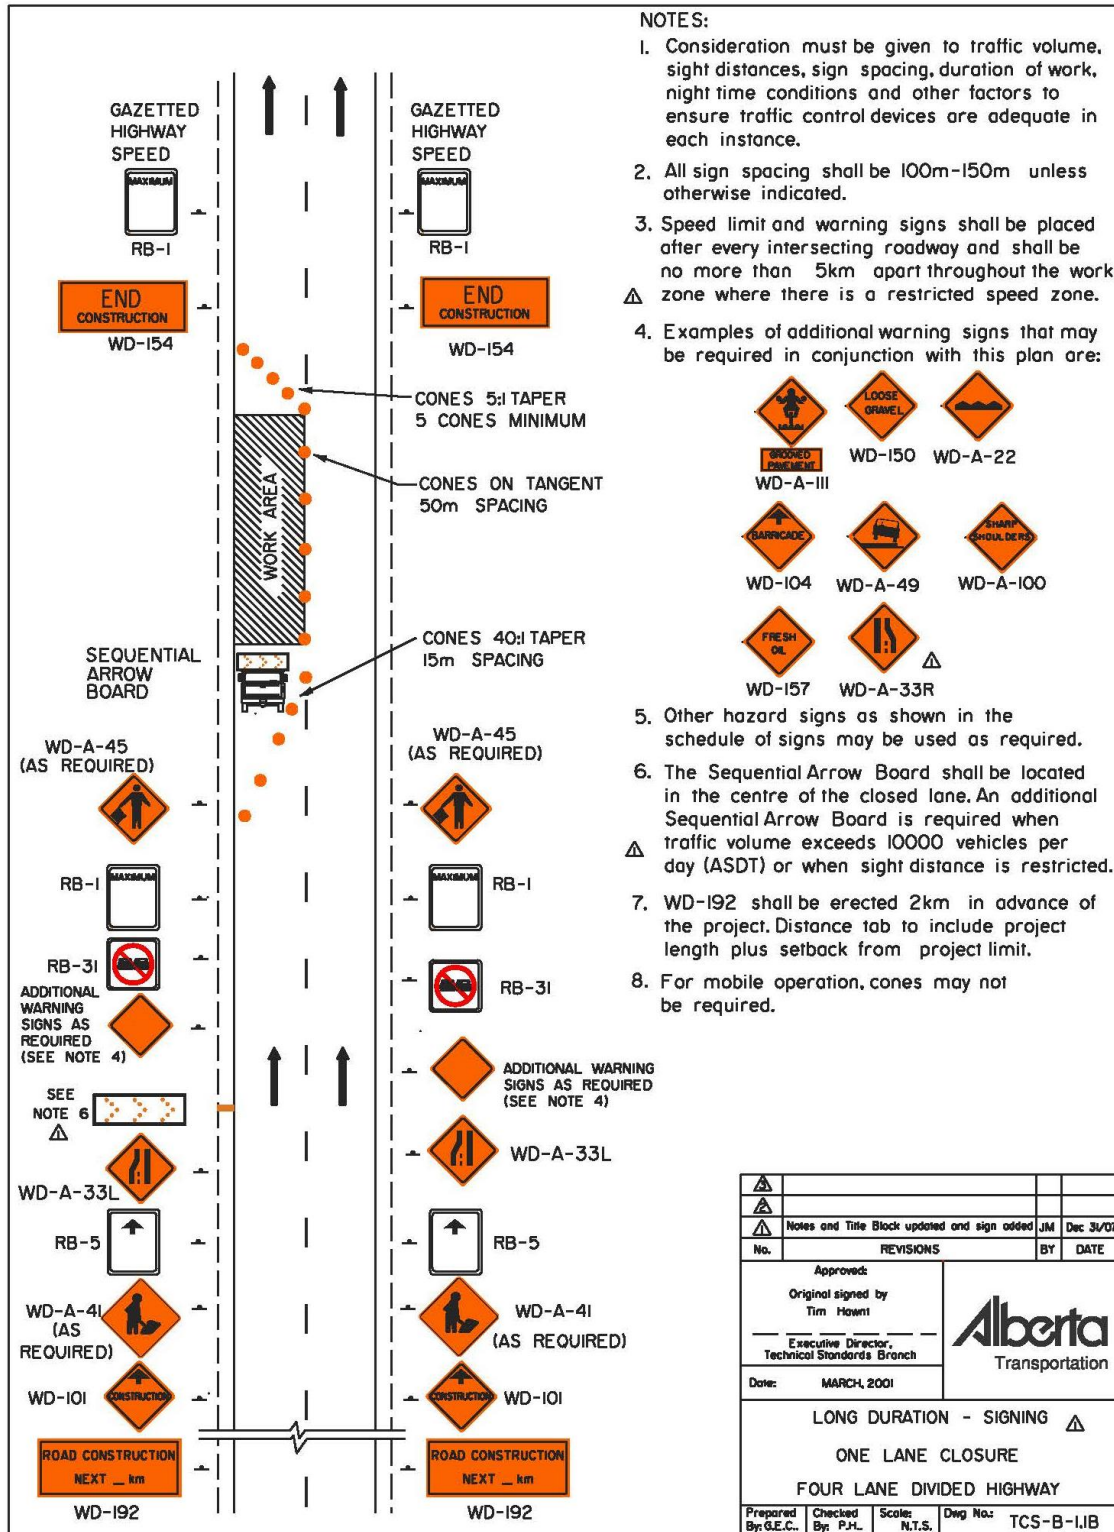 GAZETTED
HIGHWAY
SPEED
MAXIMUM
RB-1
END
CONSTRUCTION
WD-154
GAZETTED
HIGHWAY
SPEED
MAXIMUM
RB-1
END
CONSTRUCTION
WD-154
CONES 5:1 TAPER
5 CONES MINIMUM
CONES ON TANGENT
50m SPACING
WORK AREA
CONES 40:1 TAPER
15m SPACING
SEQUENTIAL
ARROW
BOARD
WD-A-45
(AS REQUIRED)
WD-A-45
(AS REQUIRED)
RB-1
MAXIMUM
MAXIMUM
RB-1
RB-31
RB-31
ADDITIONAL
WARNING
SIGNS AS
REQUIRED
(SEE NOTE 4)
ADDITIONAL WARNING
SIGNS AS REQUIRED
(SEE NOTE 4)
SEE
NOTE 6
1
WD-A-33L
WD-A-33L
RB-5
RB-5
WD-A-41
(AS
REQUIRED)
WD-A-41
(AS REQUIRED)
WD-101
CONSTRUCTION
CONSTRUCTION
WD-101
ROAD CONSTRUCTION
NEXT _ km
WD-192
ROAD CONSTRUCTION
NEXT _ km
WD-192
NOTES:
1. Consideration must be given to traffic volume,
sight distances, sign spacing, duration of work,
night time conditions and other factors to
ensure traffic control devices are adequate in
each instance.
2. All sign spacing shall be 100m-150m unless
otherwise indicated.
3. Speed limit and warning signs shall be placed
after every intersecting roadway and shall be
no more than 5km apart throughout the work
1 zone where there is a restricted speed zone.
4. Examples of additional warning signs that may
be required in conjunction with this plan are:
GROOVED
PAVEMENT
WD-A-111
LOOSE
GRAVEL
WD-150
WD-A-22
BARRICADE
WD-104
WD-A-49
SHARP
SHOULDERS
WD-A-100
FRESH
OIL
WD-157
WD-A-33R
1
5. Other hazard signs as shown in the
schedule of signs may be used as required.
6. The Sequential Arrow Board shall be located
in the centre of the closed lane. An additional
Sequential Arrow Board is required when
1 traffic volume exceeds 10000 vehicles per
day (ASDT) or when sight distance is restricted.
7. WD-192 shall be erected 2km in advance of
the project. Distance tab to include project
length plus setback from project limit.
8. For mobile operation, cones may not
be required.
3
2
1 Notes and Title Block updated and sign added JM Dec 31/07
No. REVISIONS BY DATE
Approved:
Original signed by
Tim Hawnt
Executive Director,
Technical Standards Branch
Date: MARCH, 2001
Alberta
Transportation
LONG DURATION - SIGNING 1
ONE LANE CLOSURE
FOUR LANE DIVIDED HIGHWAY
Prepared By: G.E.C.. Checked By: P.H.. Scale: N.T.S. Dwg No.: TCS-B-1.1B